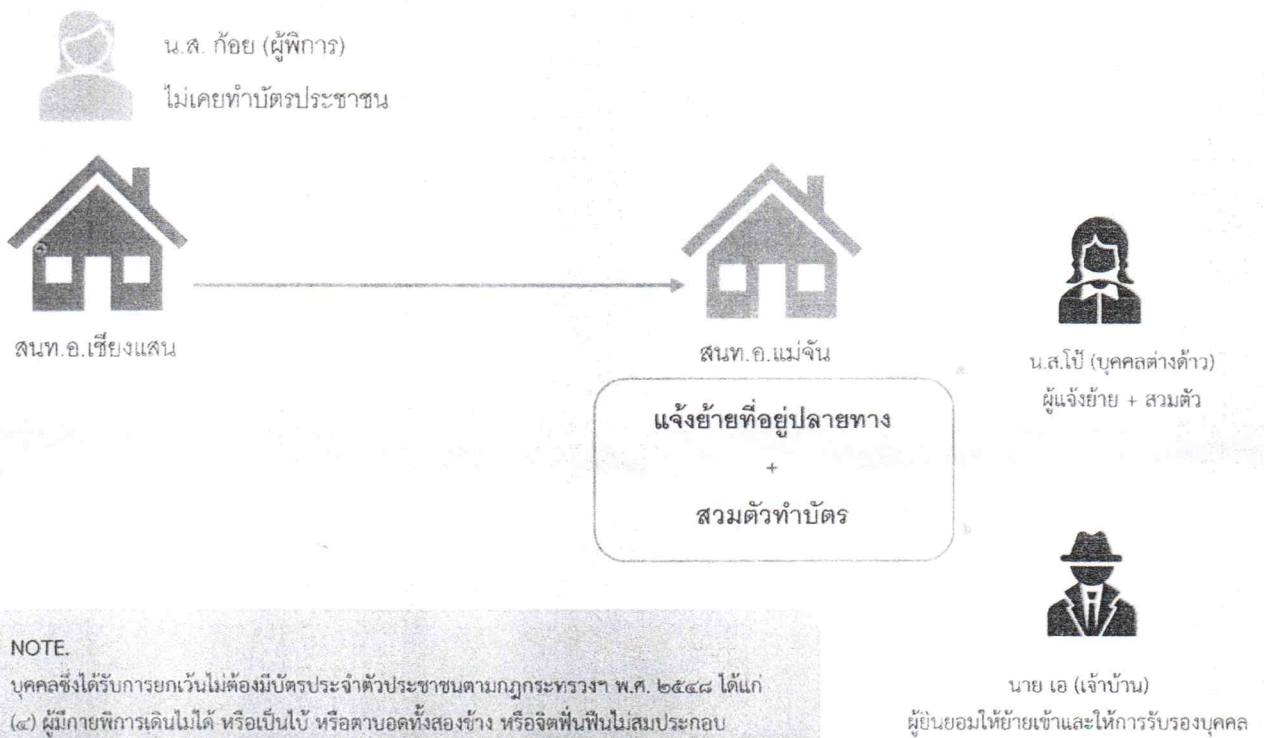 น.ส. ก้อย (ผู้พิการ)
ไม่เคยทำบัตรประชาชน
สนท.อ.เชียงแสน
สนท.อ.แม่จัน
แจ้งย้ายที่อยู่ปลายทาง
+
สวมตัวทำบัตร
น.ส.โป้ (บุคคลต่างด้าว)
ผู้แจ้งย้าย + สวมตัว
นาย เอ (เจ้าบ้าน)
ผู้ยินยอมให้ย้ายเข้าและให้การรับรองบุคคล
NOTE.
บุคคลซึ่งได้รับการยกเว้นไม่ต้องมีบัตรประจำตัวประชาชนตามกฎกระทรวงฯ พ.ศ. ๒๕๔๘ ได้แก่
(๔) ผู้มีกายพิการเดินไม่ได้ หรือเป็นใบ้ หรือตาบอดทั้งสองข้าง หรือจิตฟั่นฟืนไม่สมประกอบ